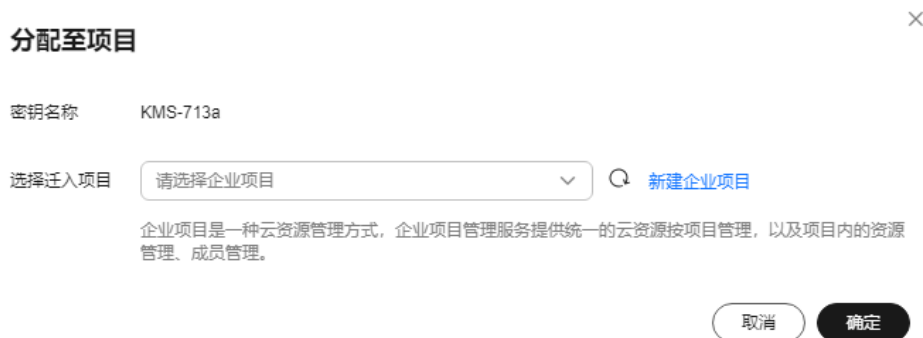 分配至项目
密钥名称 KMS-713a
选择迁入项目 请选择企业项目 新建企业项目
企业项目是一种云资源管理方式，企业项目管理服务提供统一的云资源按项目管理，以及项目内的资源
管理、成员管理。
取消 确定